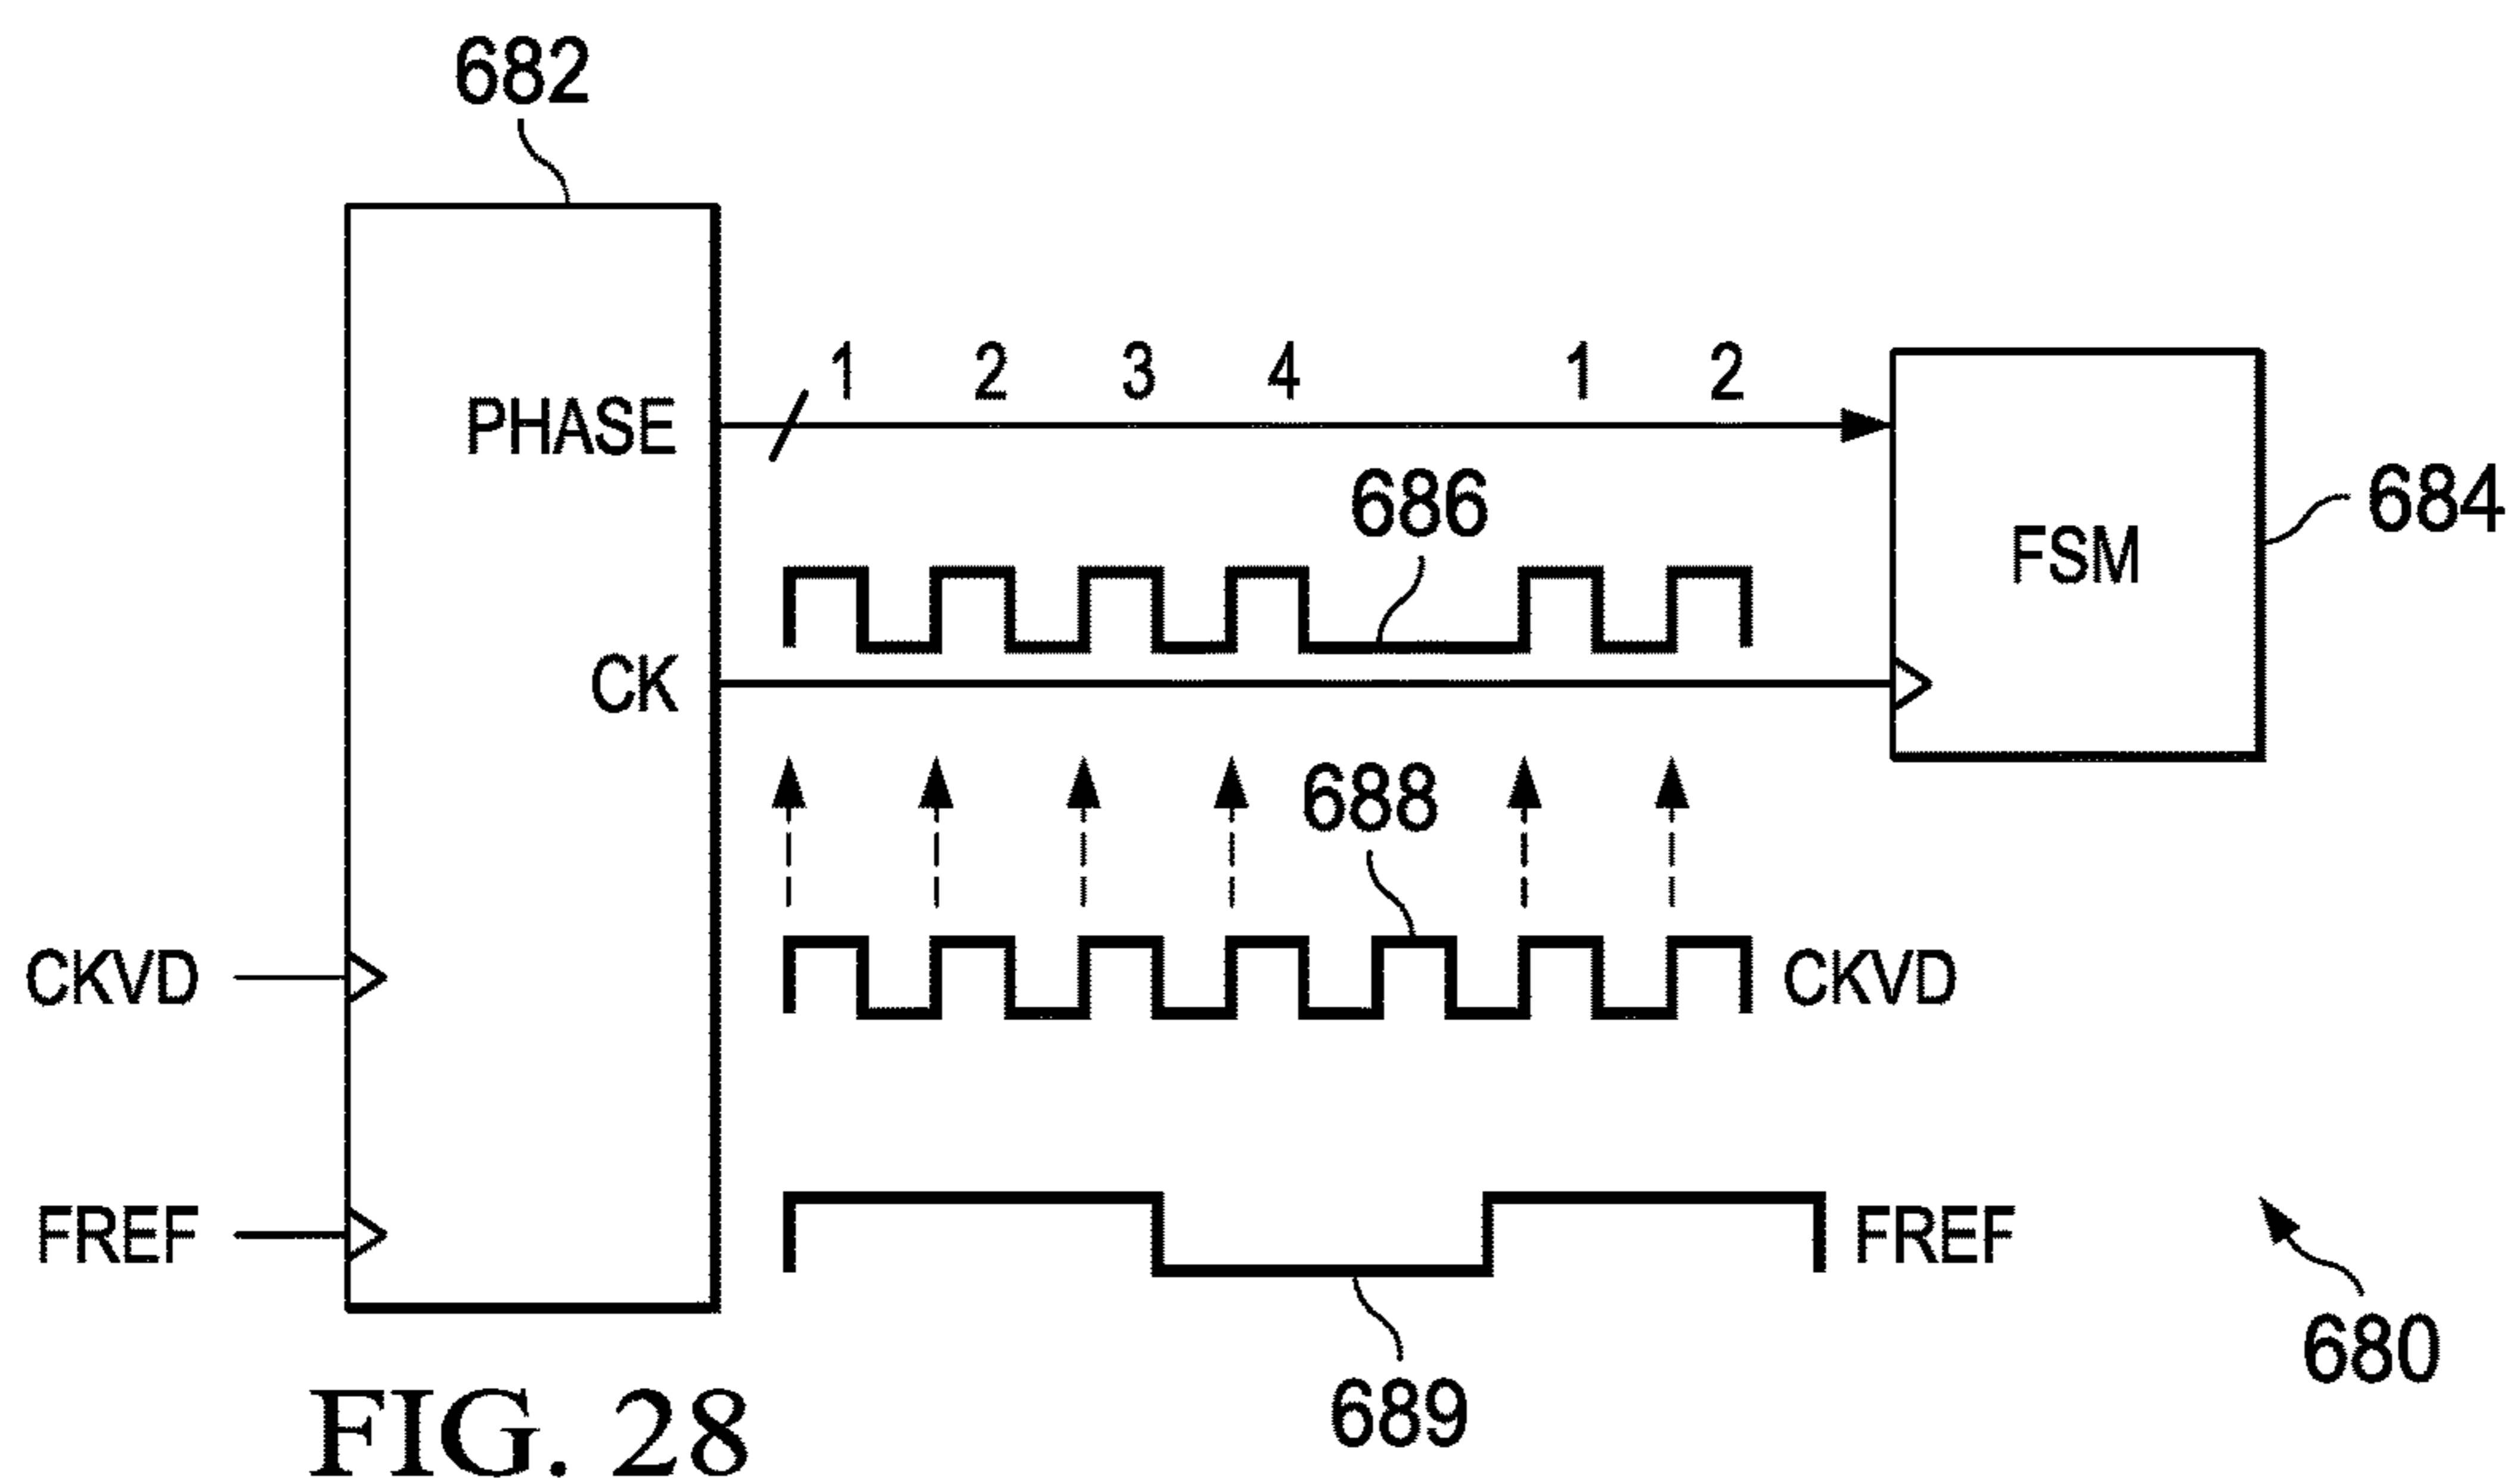 682
1 2 3 4 1 2
PHASE
686
684
FSM
CK
688
CKVD
CKVD
FREF
FREF
680
689
FIG. 28